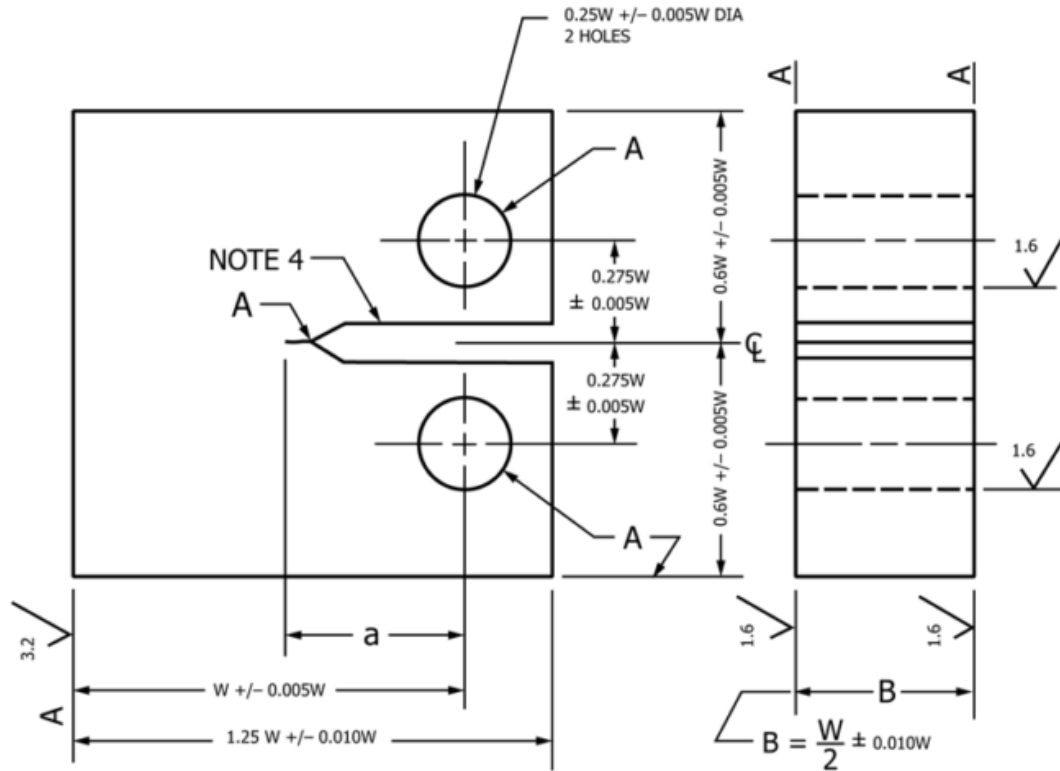 0.25W +/- 0.005W DIA
2 HOLES
A
A
A
NOTE 4
A
0.275W
± 0.005W
0.6W +/- 0.005W
1.6
℄
0.275W
± 0.005W
0.6W +/- 0.005W
1.6
A
3.2
a
1.6
1.6
W +/- 0.005W
B
A
1.25 W +/- 0.010W
B = W/2 ± 0.010W